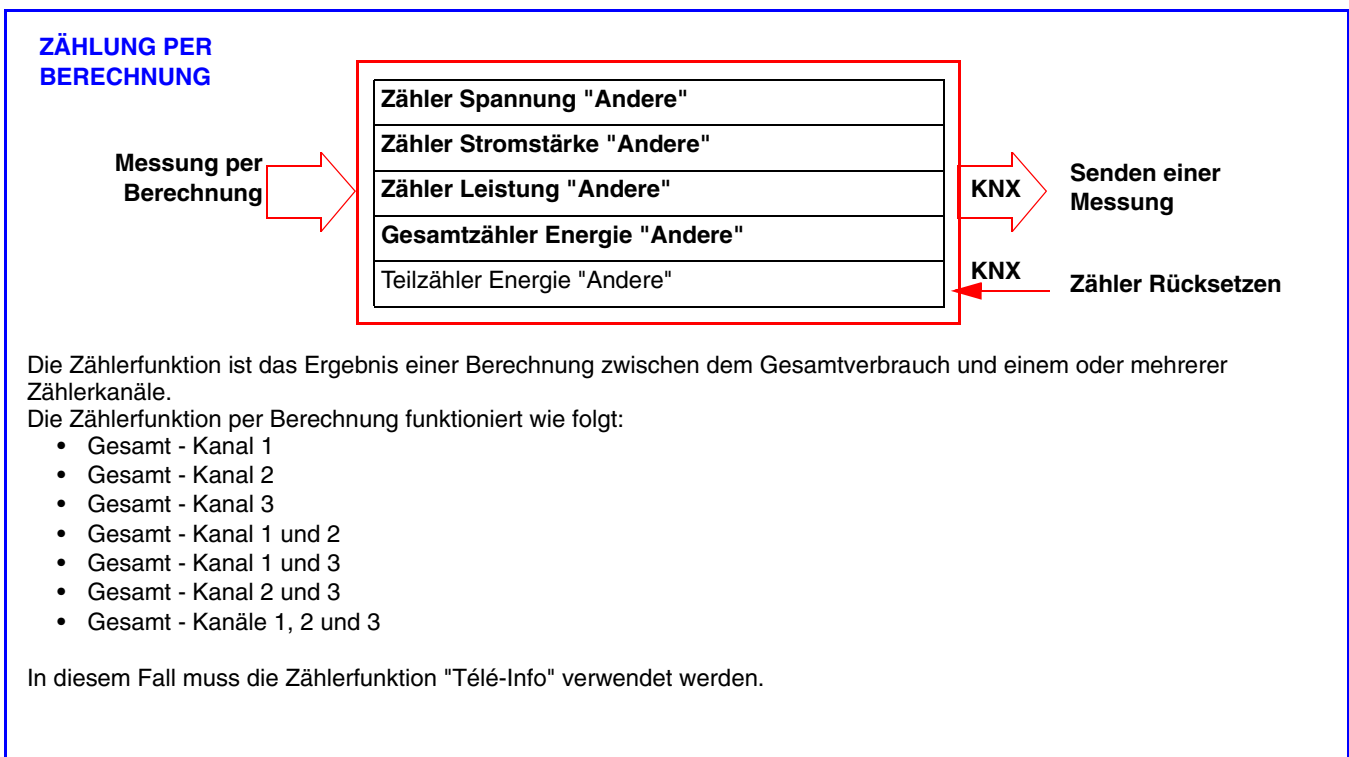 ZÄHLUNG PER
BERECHNUNG
Zähler Spannung "Andere"
Zähler Stromstärke "Andere"
Zähler Leistung "Andere"
Gesamtzähler Energie "Andere"
Teilzähler Energie "Andere"
Messung per
Berechnung
KNX
Senden einer
Messung
KNX
Zähler Rücksetzen
Die Zählerfunktion ist das Ergebnis einer Berechnung zwischen dem Gesamtverbrauch und einem oder mehrerer
Zählerkanäle.
Die Zählerfunktion per Berechnung funktioniert wie folgt:
• Gesamt - Kanal 1
• Gesamt - Kanal 2
• Gesamt - Kanal 3
• Gesamt - Kanal 1 und 2
• Gesamt - Kanal 1 und 3
• Gesamt - Kanal 2 und 3
• Gesamt - Kanäle 1, 2 und 3
In diesem Fall muss die Zählerfunktion "Télé-Info" verwendet werden.